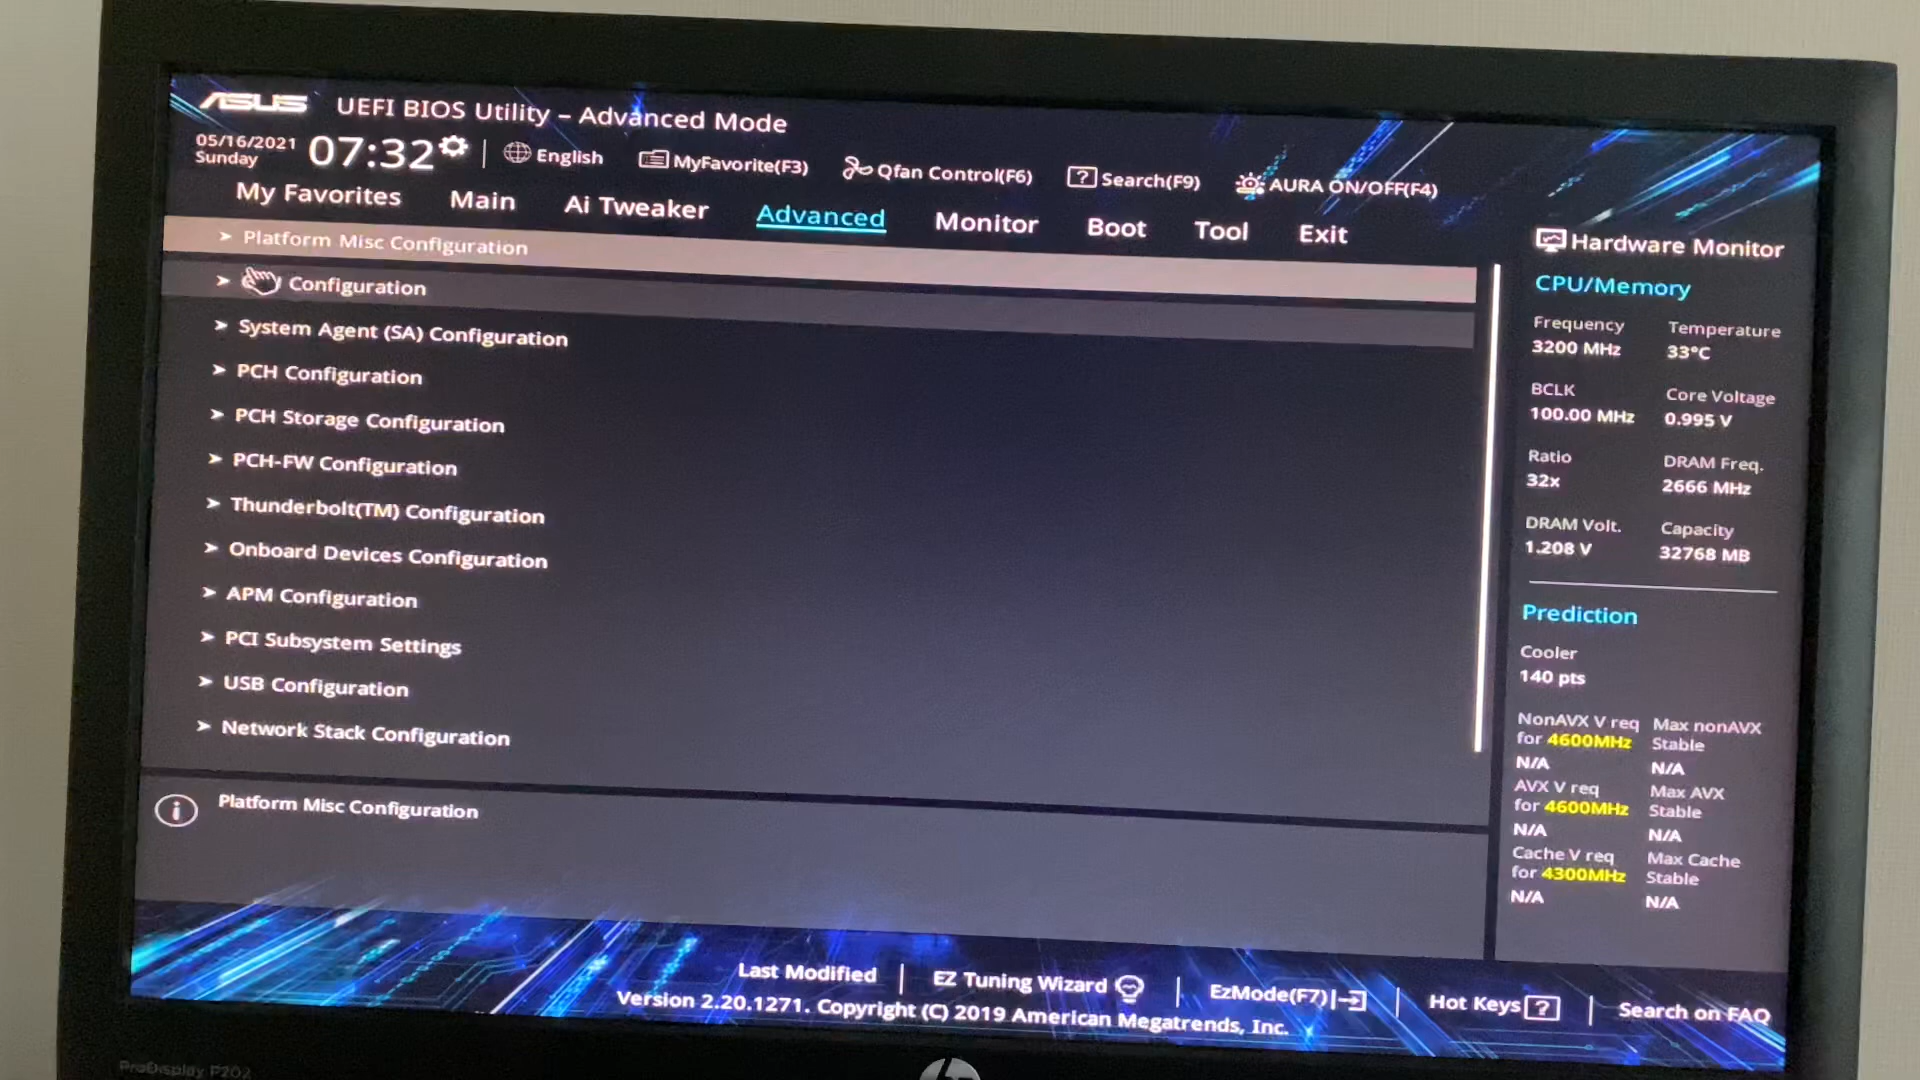 ASUS UEFI BIOS Utility – Advanced Mode
05/16/2021
Sunday
07:32
English
MyFavorite(F3)
Qfan Control(F6)
? Search(F9)
AURA ON/OFF(F4)
My Favorites Main Ai Tweaker Advanced Monitor Boot Tool Exit
> Platform Misc Configuration
> Configuration
> System Agent (SA) Configuration
> PCH Configuration
> PCH Storage Configuration
> PCH-FW Configuration
> Thunderbolt(TM) Configuration
> Onboard Devices Configuration
> APM Configuration
> PCI Subsystem Settings
> USB Configuration
> Network Stack Configuration
i Platform Misc Configuration
Hardware Monitor
CPU/Memory
Frequency Temperature
3200 MHz 33°C
BCLK Core Voltage
100.00 MHz 0.995 V
Ratio DRAM Freq.
32x 2666 MHz
DRAM Volt. Capacity
1.208 V 32768 MB
Prediction
Cooler
140 pts
NonAVX V req Max nonAVX
for 4600MHz Stable
N/A N/A
AVX V req Max AVX
for 4600MHz Stable
N/A N/A
Cache V req Max Cache
for 4300MHz Stable
N/A N/A
Last Modified | EZ Tuning Wizard | EzMode(F7) | Hot Keys ? | Search on FAQ
Version 2.20.1271. Copyright (C) 2019 American Megatrends, Inc.
ProDisplay P202
hp